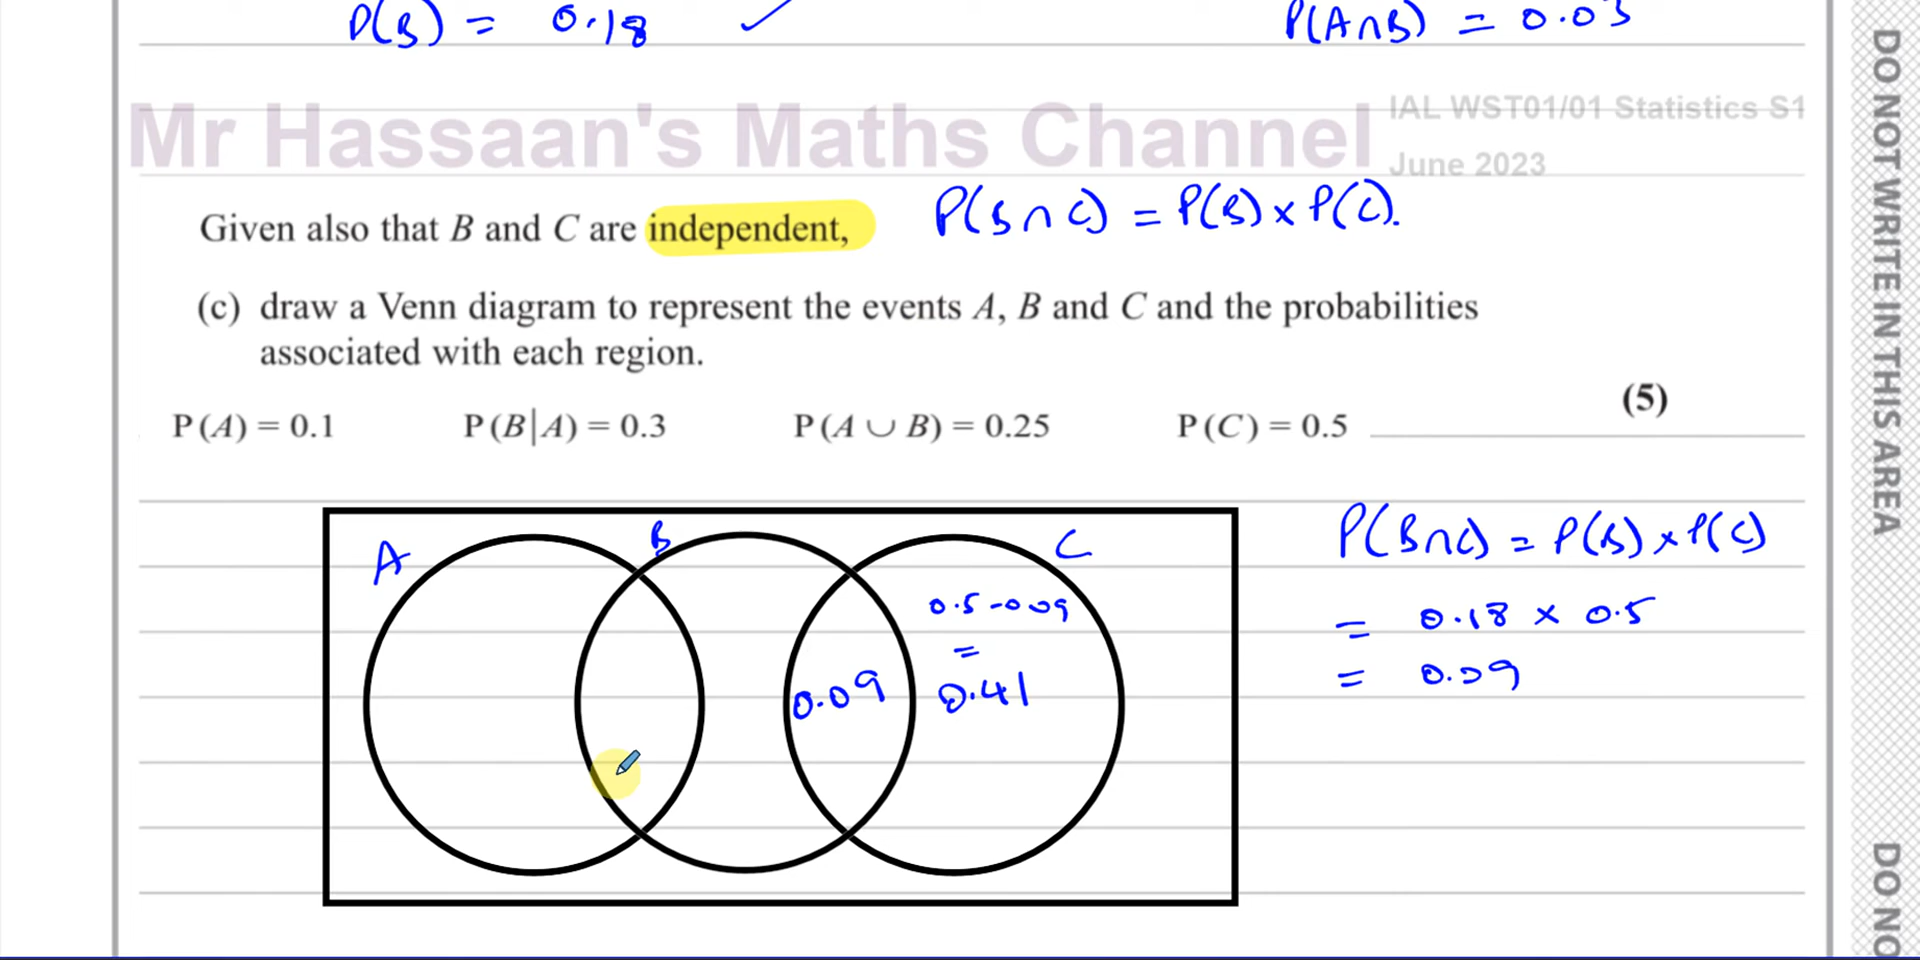 P(B) = 0.18 ✓
P(A∩B) = 0.03
Mr Hassaan's Maths Channel
IAL WST01/01 Statistics S1
June 2023
Given also that B and C are independent,
P(B∩C) = P(B) × P(C).
(c) draw a Venn diagram to represent the events A, B and C and the probabilities
associated with each region.
(5)
P(A) = 0.1 P(B|A) = 0.3 P(A ∪ B) = 0.25 P(C) = 0.5
A
B
C
0.5 - 0.09
=
0.41
0.09
P(B∩C) = P(B) × P(C)
= 0.18 × 0.5
= 0.09
DO NOT WRITE IN THIS AREA
DO NO